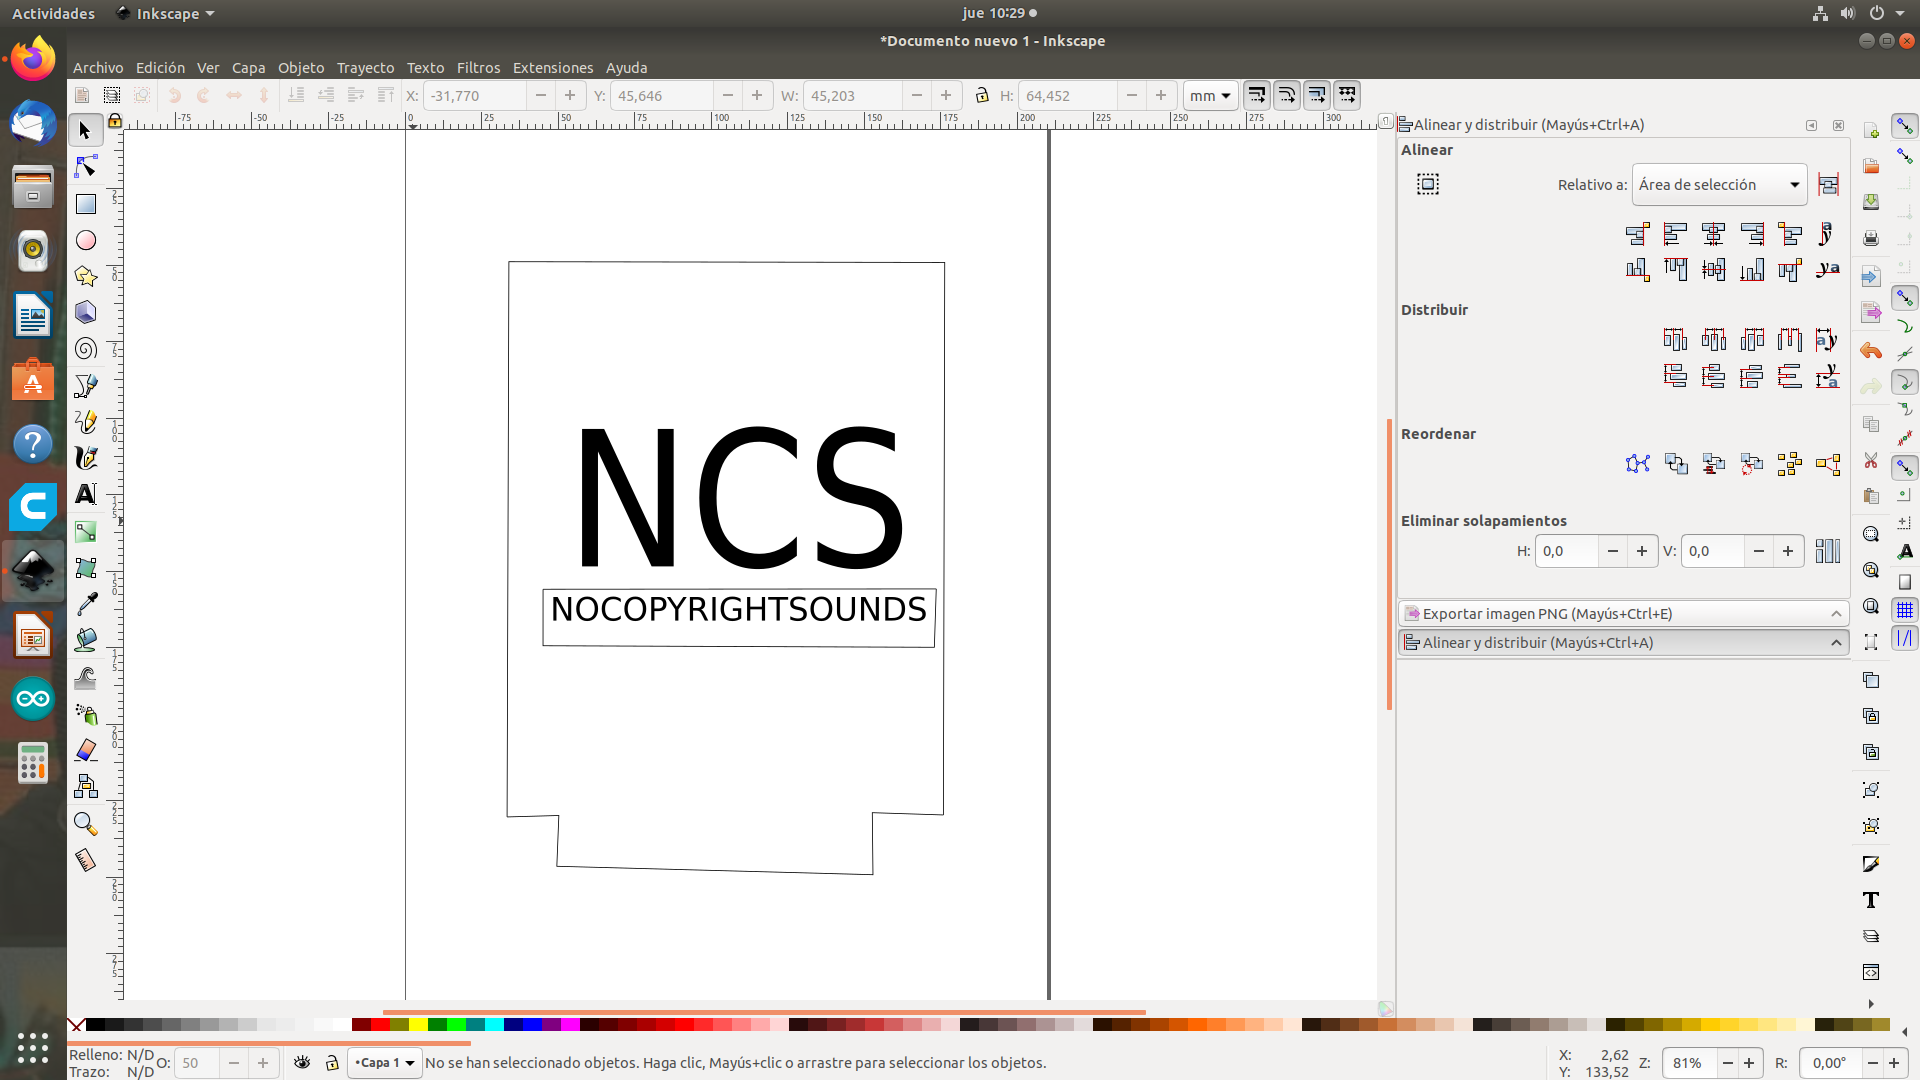 Actividades
Inkscape
jue 10:29
*Documento nuevo 1 - Inkscape
Archivo Edición Ver Capa Objeto Trayecto Texto Filtros Extensiones Ayuda
X: -31,770 Y: 45,646 W: 45,203 H: 64,452 mm
-75 -50 -25 0 25 50 75 100 125 150 175 200 225 250 275 300
Alinear y distribuir (Mayús+Ctrl+A)
Alinear
Relativo a: Área de selección
Distribuir
Reordenar
Eliminar solapamientos
H: 0,0 V: 0,0
Exportar imagen PNG (Mayús+Ctrl+E)
Alinear y distribuir (Mayús+Ctrl+A)
NCS
NOCOPYRIGHTSOUNDS
Relleno: N/D
Trazo: N/D
O: 50
•Capa 1
No se han seleccionado objetos. Haga clic, Mayús+clic o arrastre para seleccionar los objetos.
X: 2,62
Y: 133,52
Z: 81%
R: 0,00°